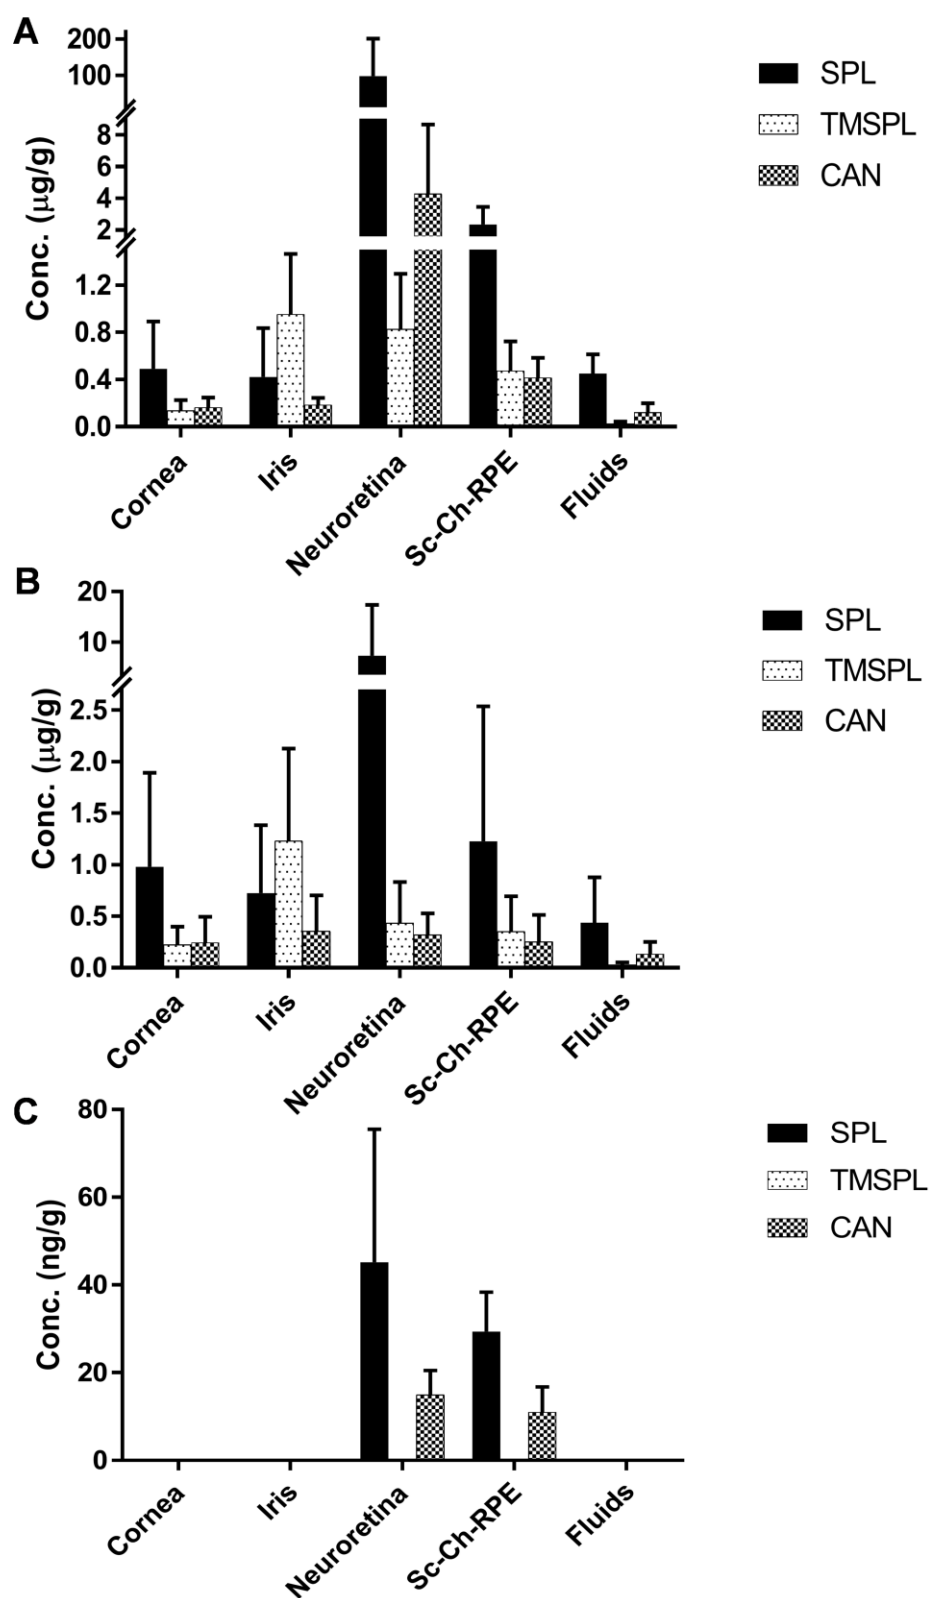 A
200
100
8
6
4
2
1.2
0.8
0.4
0.0
Conc. (µg/g)
SPL
TMSPL
CAN
Cornea
Iris
Neuroretina
Sc-Ch-RPE
Fluids
B
20
10
2.5
2.0
1.5
1.0
0.5
0.0
Conc. (µg/g)
SPL
TMSPL
CAN
Cornea
Iris
Neuroretina
Sc-Ch-RPE
Fluids
C
80
60
40
20
0
Conc. (ng/g)
SPL
TMSPL
CAN
Cornea
Iris
Neuroretina
Sc-Ch-RPE
Fluids